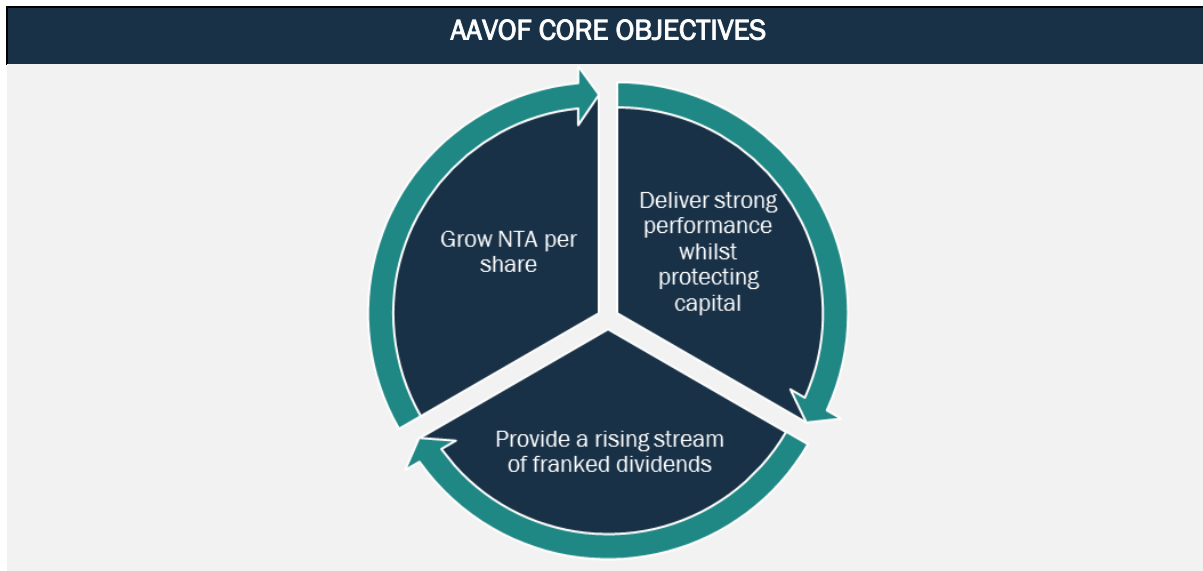 AAVOF CORE OBJECTIVES
Grow NTA per
share
Deliver strong
performance
whilst
protecting
capital
Provide a rising stream
of franked dividends